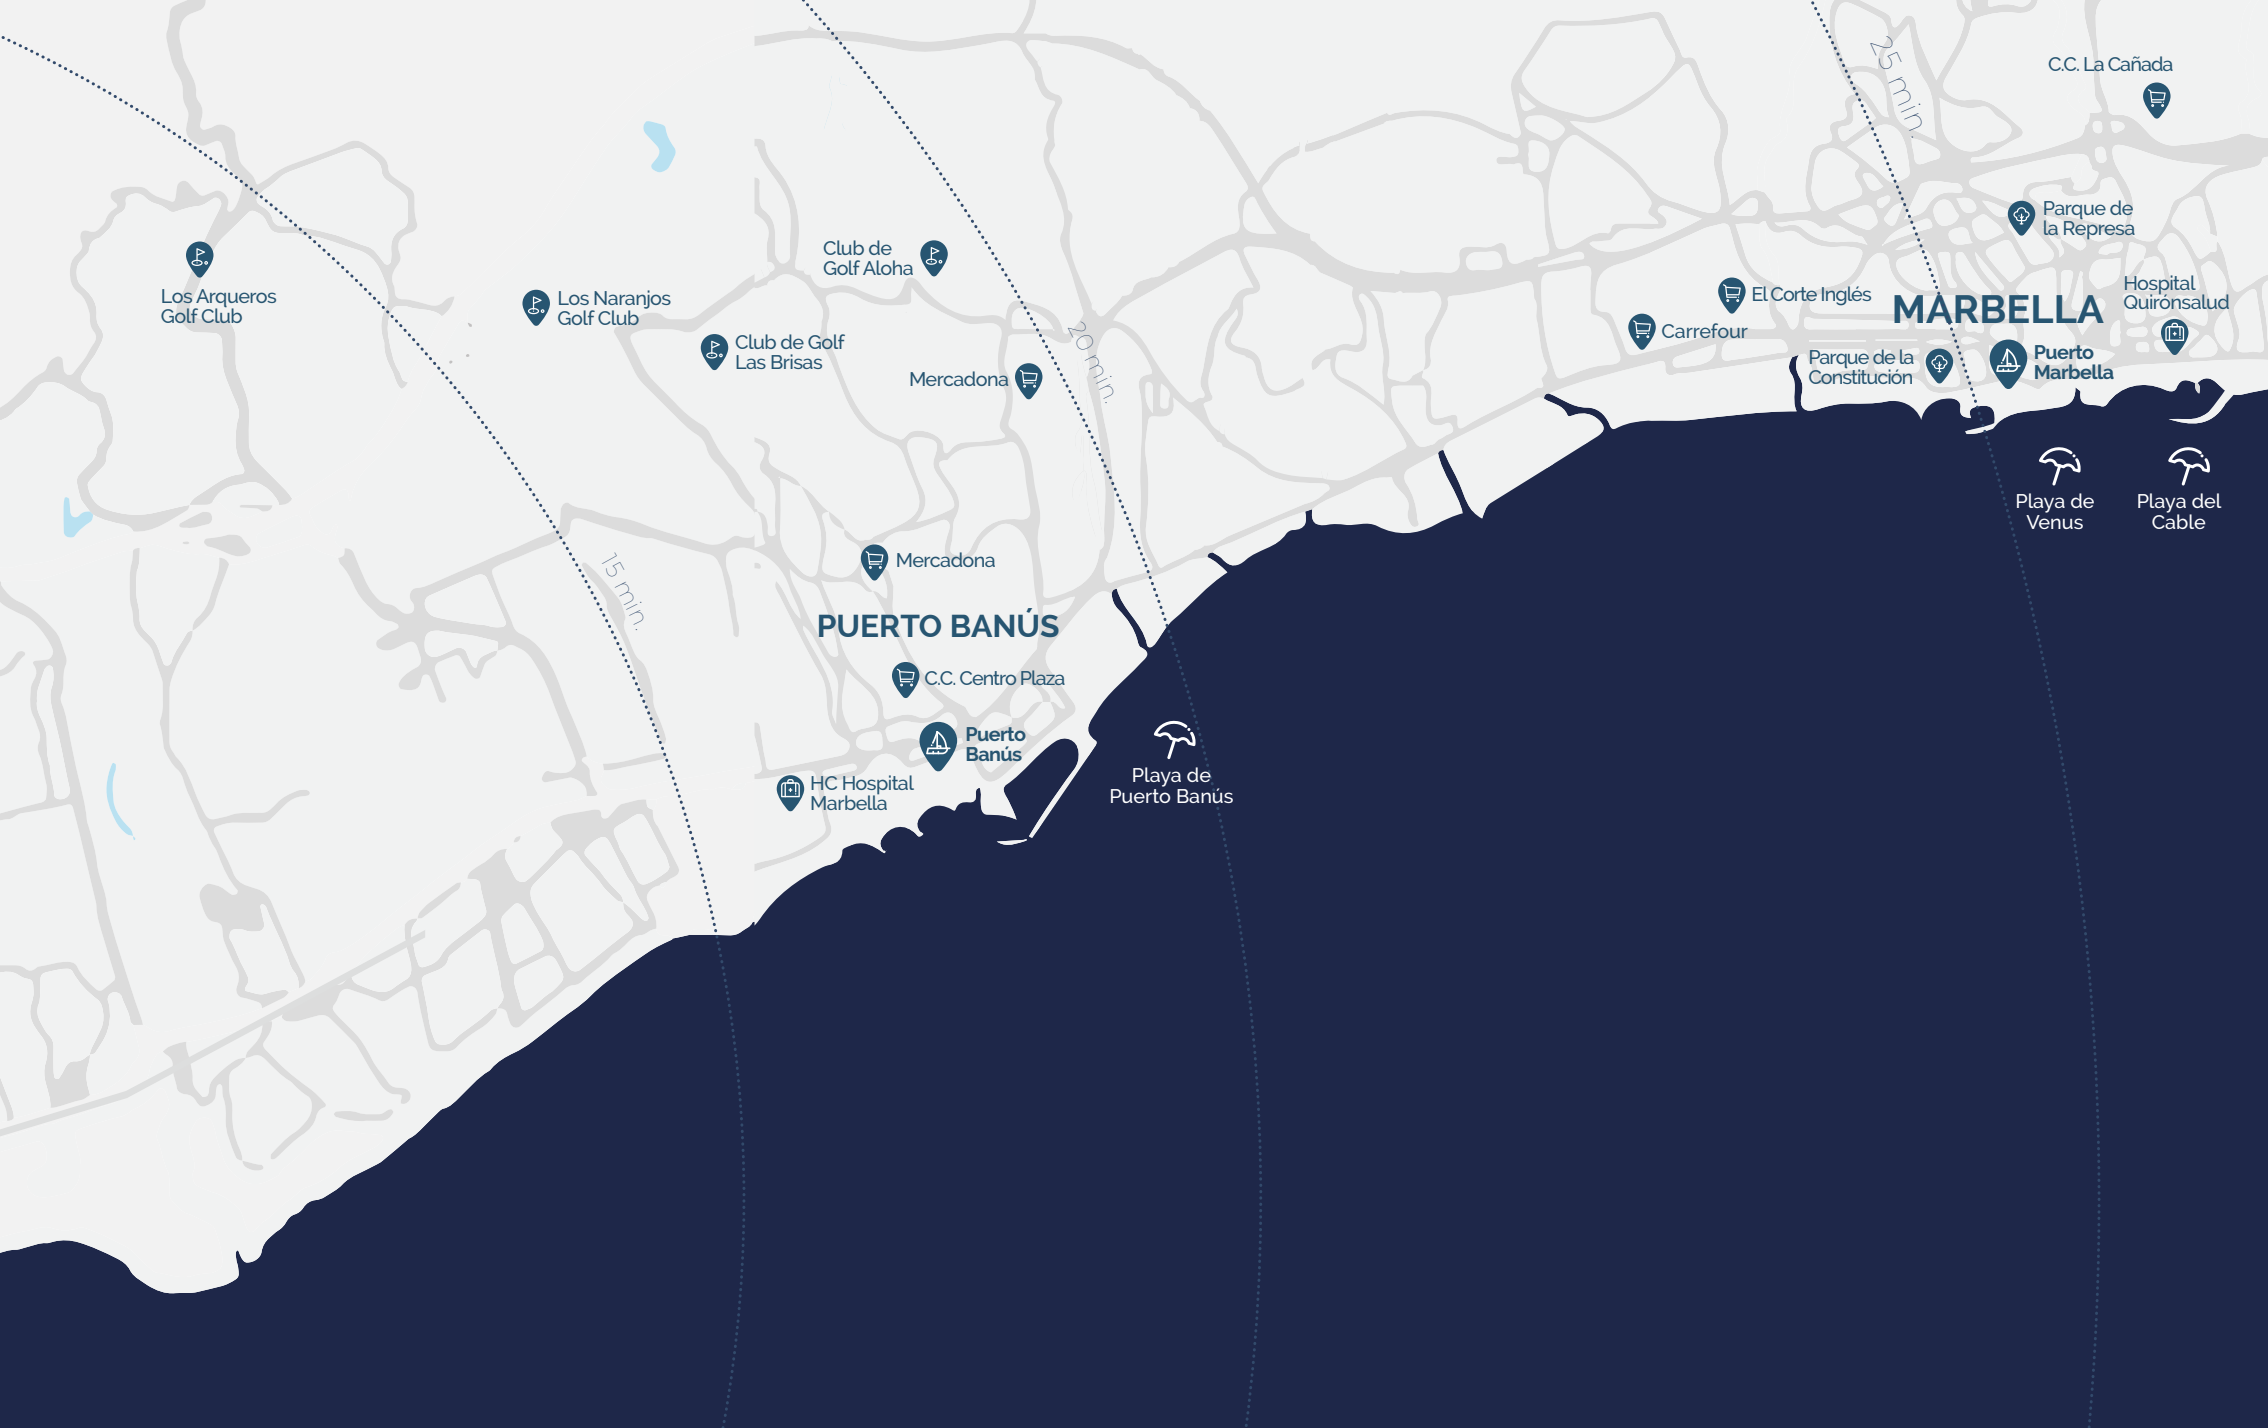 25 min.
C.C. La Cañada
Parque de
la Represa
Club de
Golf Aloha
Los Arqueros
Golf Club
Los Naranjos
Golf Club
El Corte Inglés
MARBELLA
Hospital
Quirónsalud
Club de Golf
Las Brisas
20 min.
Carrefour
Parque de la
Constitución
Puerto
Marbella
Mercadona
Playa de
Venus
Playa del
Cable
Mercadona
15 min.
PUERTO BANÚS
C.C. Centro Plaza
Puerto
Banús
HC Hospital
Marbella
Playa de
Puerto Banús